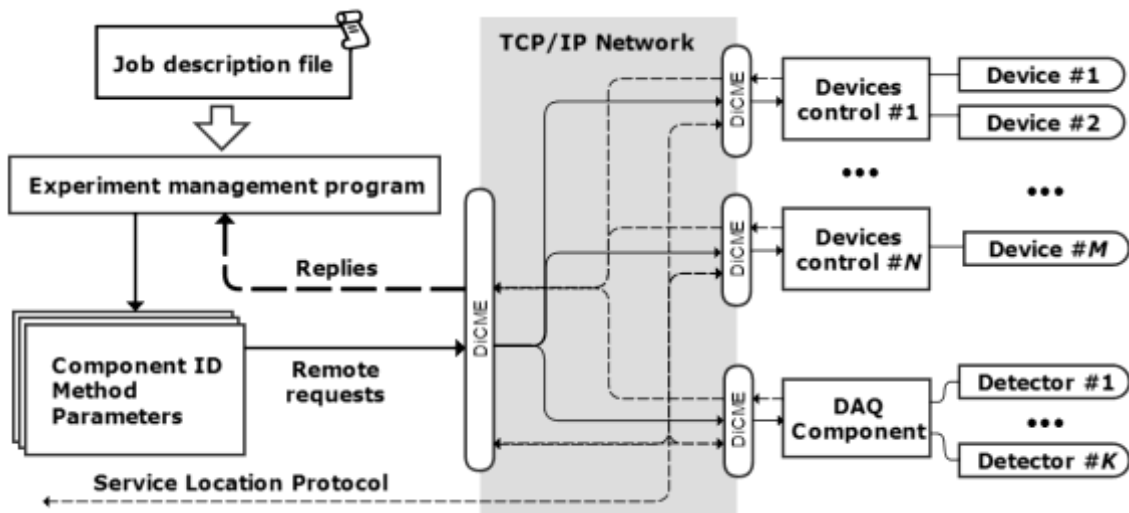 Job description file
TCP/IP Network
DiCME
Devices
control #1
Device #1
Device #2
•••
•••
Experiment management program
DiCME
Devices
control #N
Device #M
Replies
DiCME
Component ID
Method
Parameters
Remote
requests
DiCME
DAQ
Component
Detector #1
•••
Detector #K
Service Location Protocol